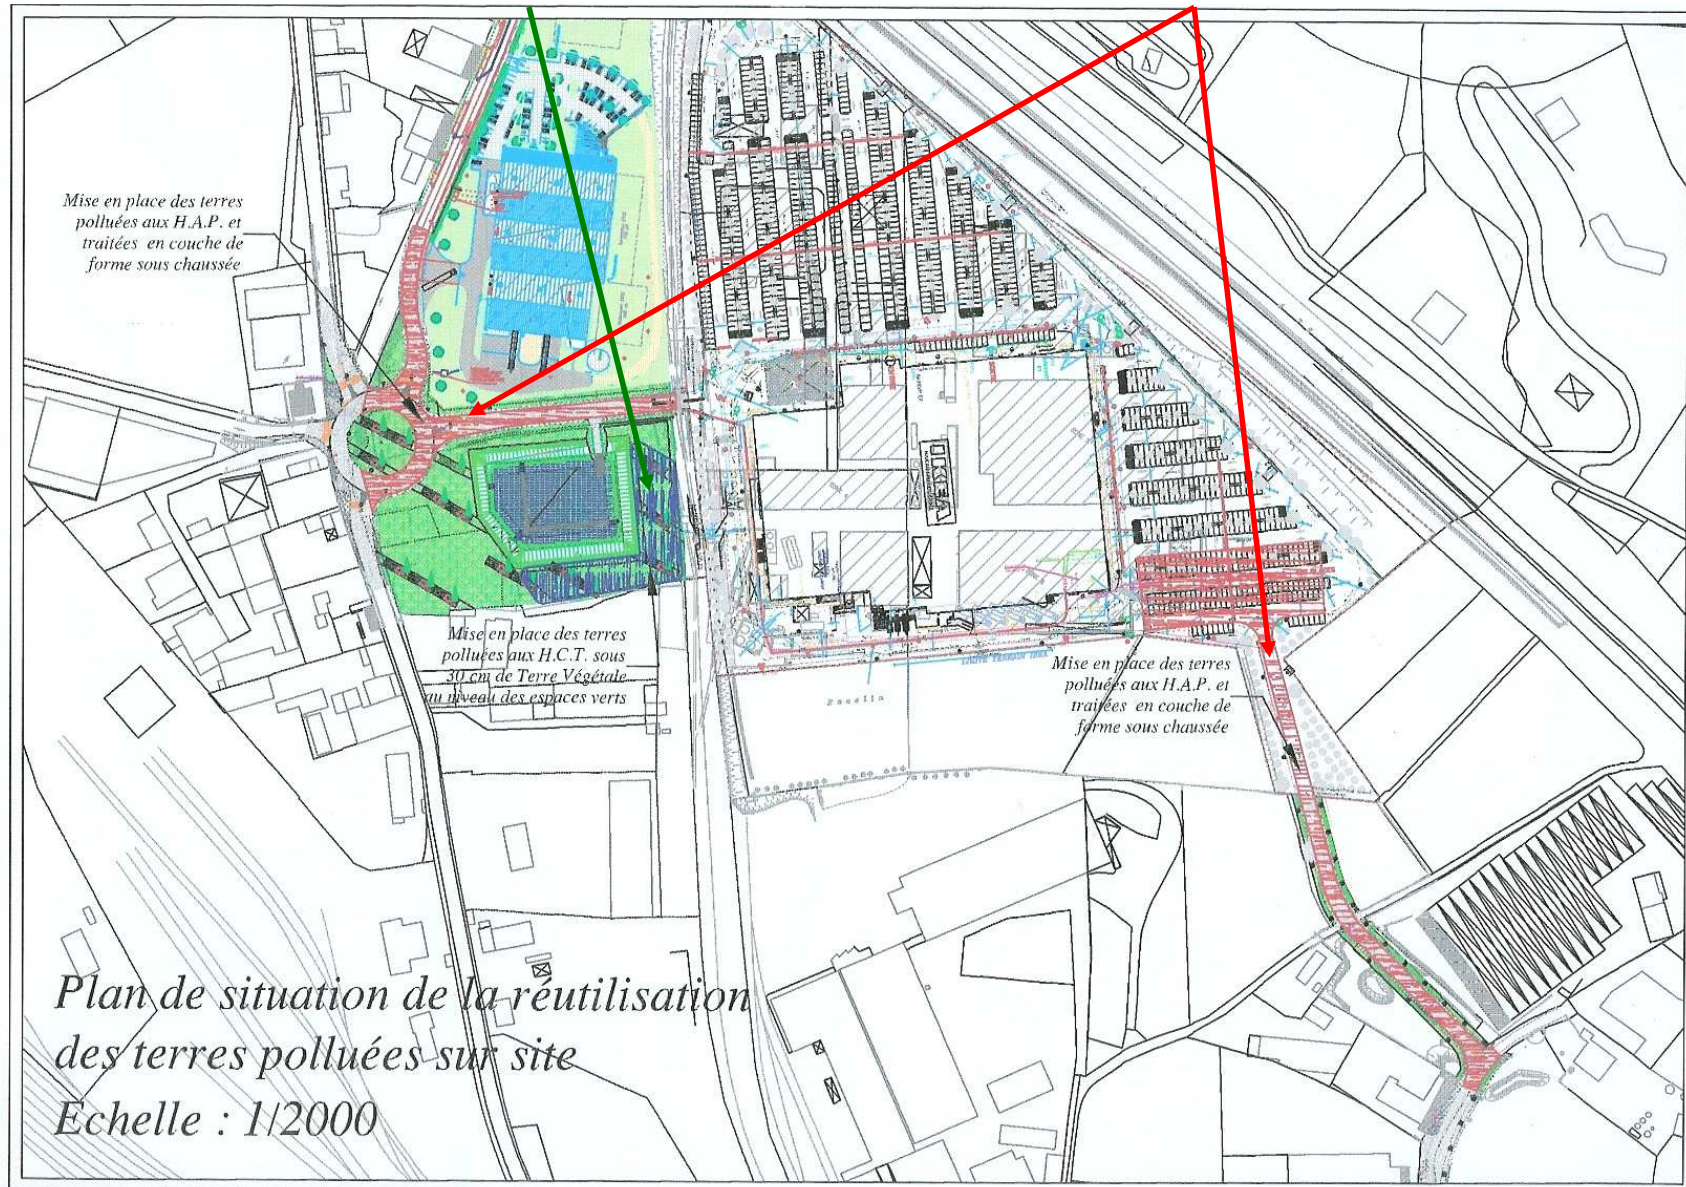 Mise en place des terres
polluées aux H.A.P. et
traitées en couche de
forme sous chaussée
Mise en place des terres
polluées aux H.C.T. sous
30 cm de Terre Végétale
au niveau des espaces verts
Mise en place des terres
polluées aux H.A.P. et
traitées en couche de
forme sous chaussée
Plan de situation de la réutilisation
des terres polluées sur site
Echelle : 1/2000